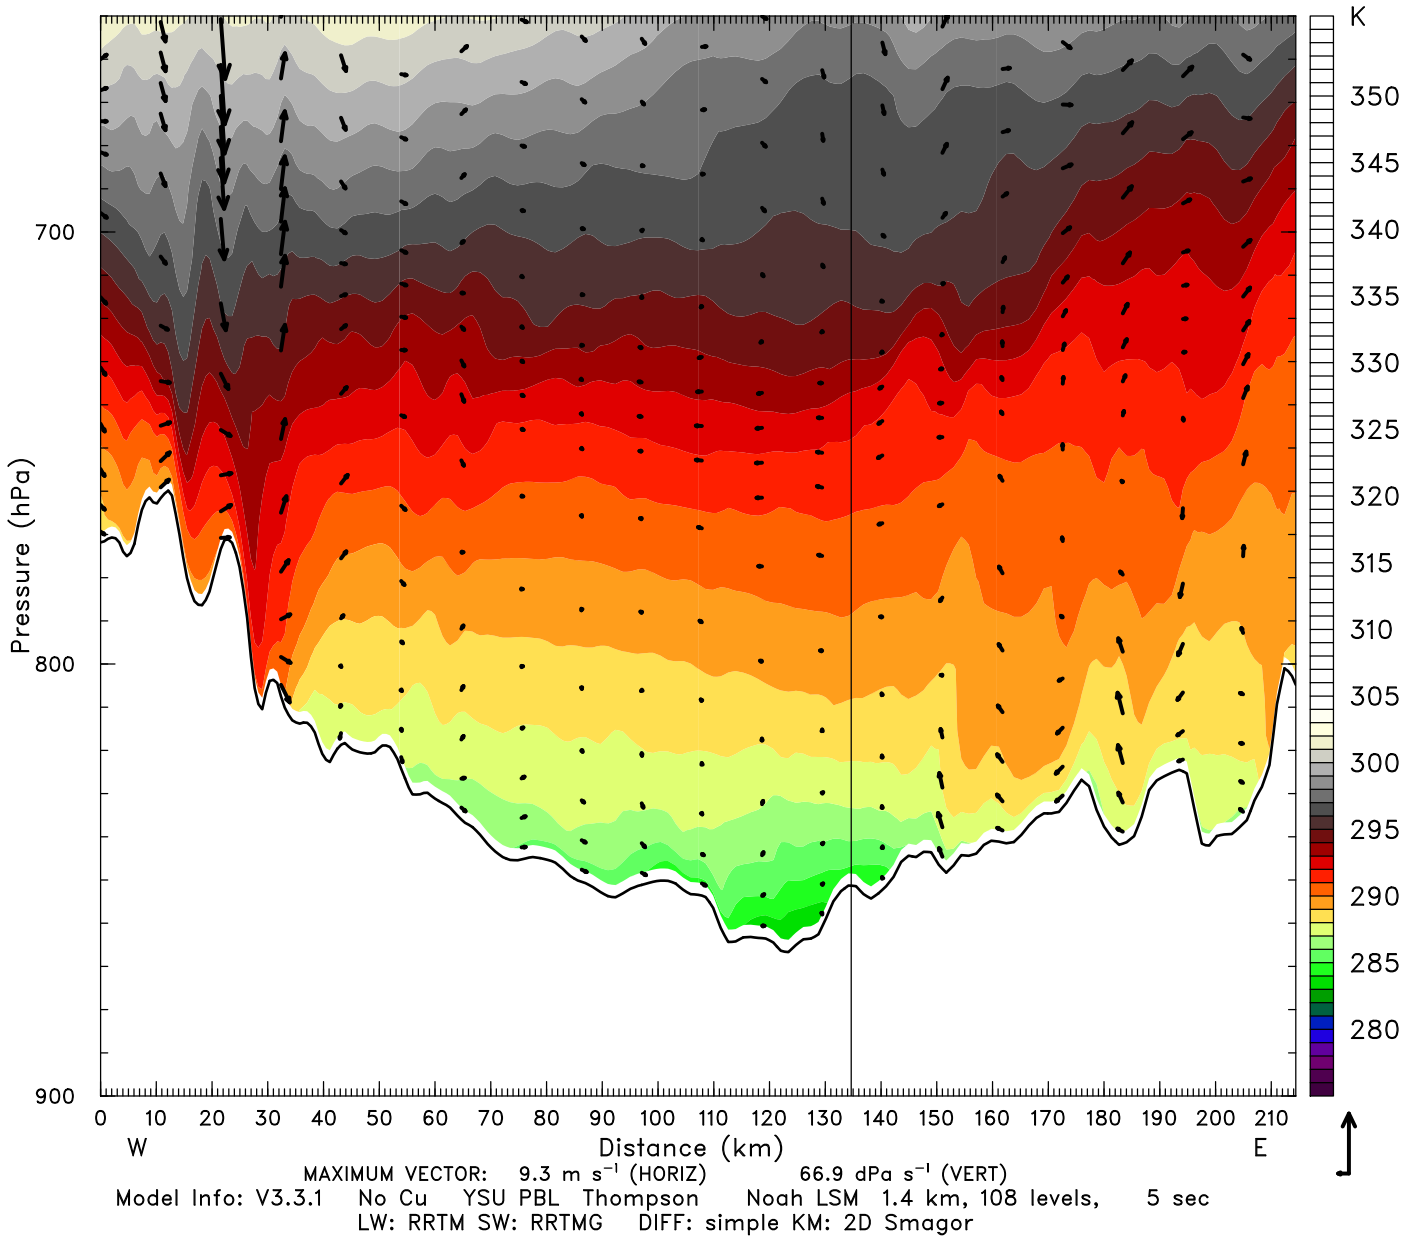 K
350
345
340
335
330
325
320
315
310
305
300
295
290
285
280
700
800
900
Pressure (hPa)
0 10 20 30 40 50 60 70 80 90 100 110 120 130 140 150 160 170 180 190 200 210
W Distance (km) E
MAXIMUM VECTOR: 9.3 m s⁻¹ (HORIZ) 66.9 dPa s⁻¹ (VERT)
Model Info: V3.3.1 No Cu YSU PBL Thompson Noah LSM 1.4 km, 108 levels, 5 sec
LW: RRTM SW: RRTMG DIFF: simple KM: 2D Smagor